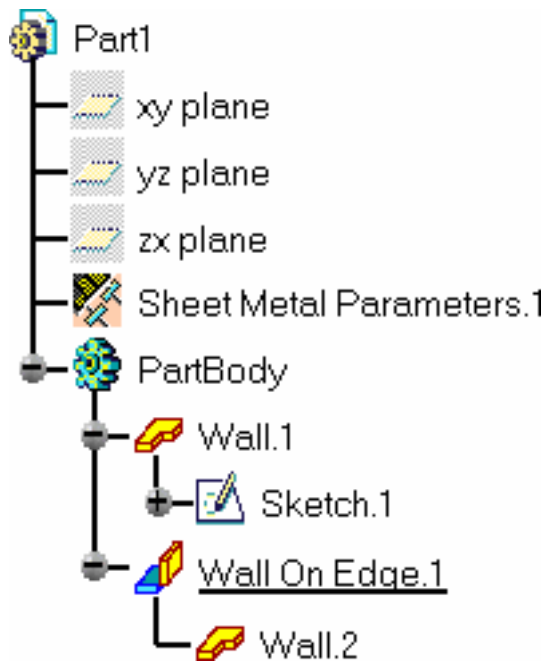 Part1
xy plane
yz plane
zx plane
Sheet Metal Parameters.1
PartBody
Wall.1
Sketch.1
Wall On Edge.1
Wall.2